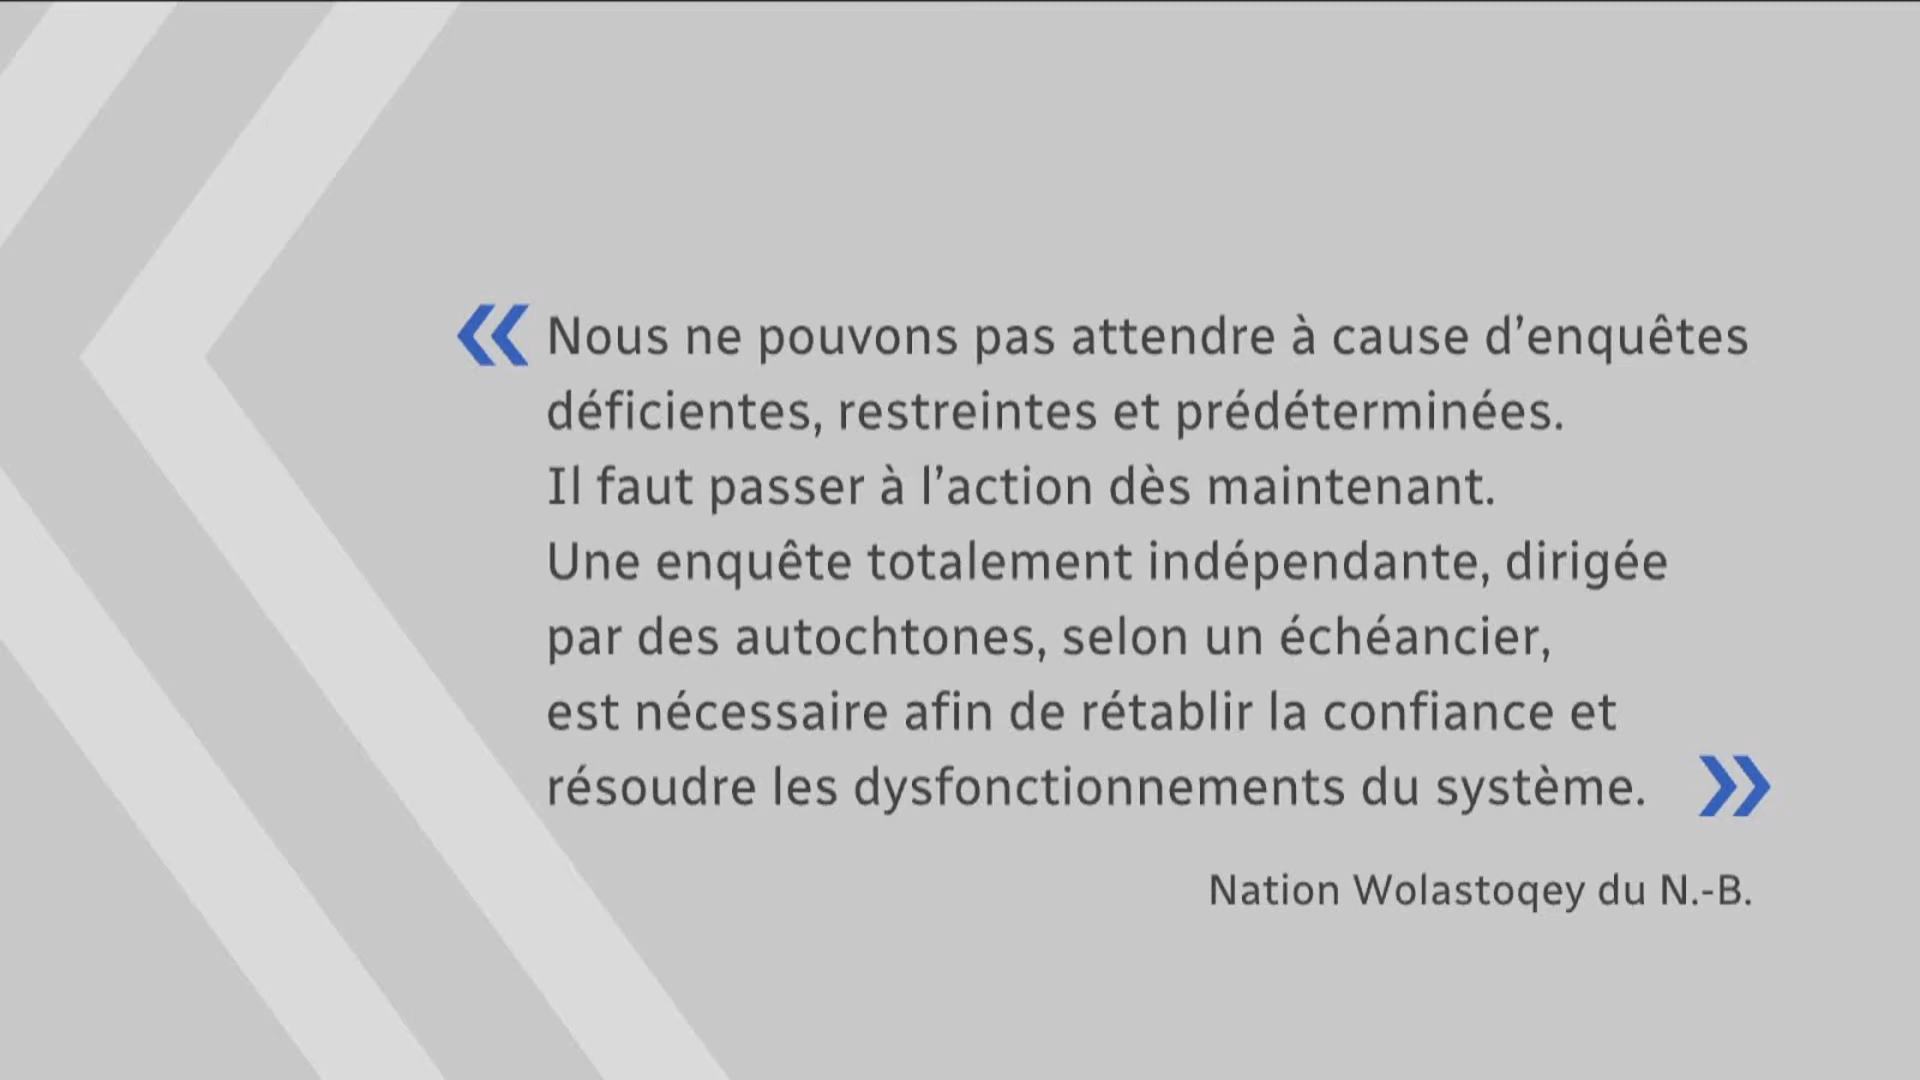 « Nous ne pouvons pas attendre à cause d’enquêtes
déficientes, restreintes et prédéterminées.
Il faut passer à l’action dès maintenant.
Une enquête totalement indépendante, dirigée
par des autochtones, selon un échéancier,
est nécessaire afin de rétablir la confiance et
résoudre les dysfonctionnements du système. »
Nation Wolastoqey du N.-B.